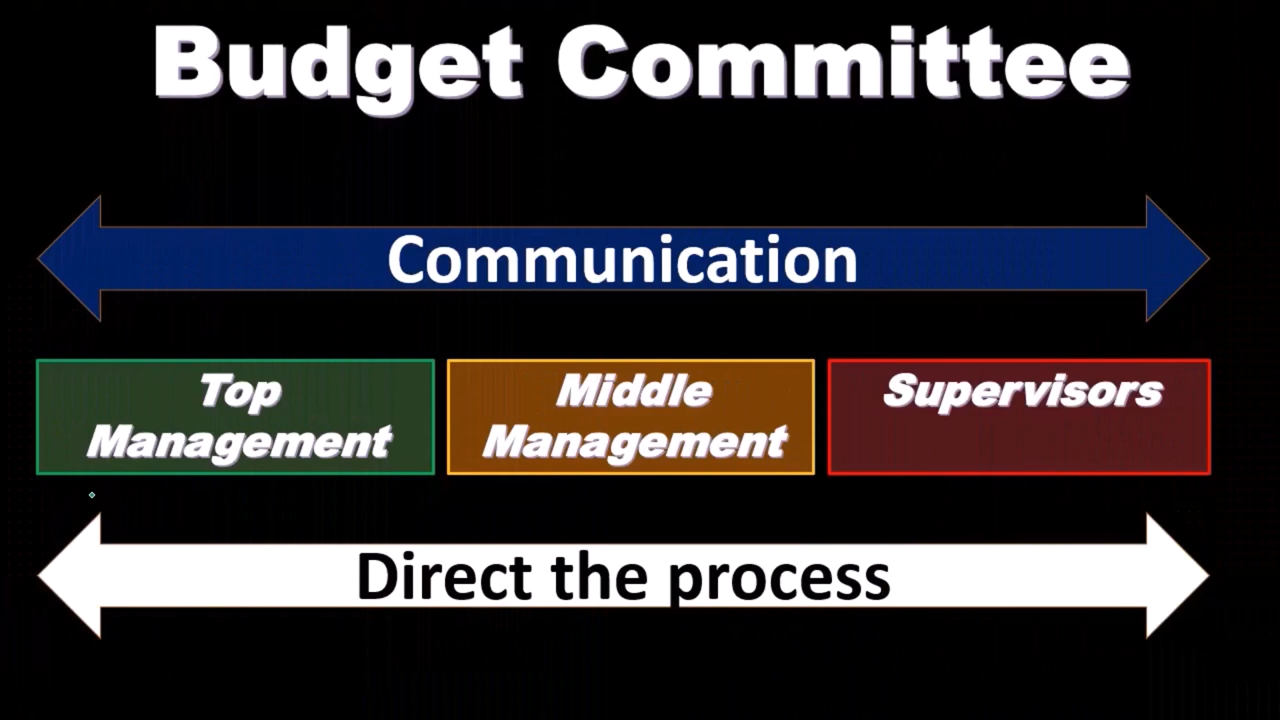 Budget Committee
Communication
Top
Management
Middle
Management
Supervisors
Direct the process